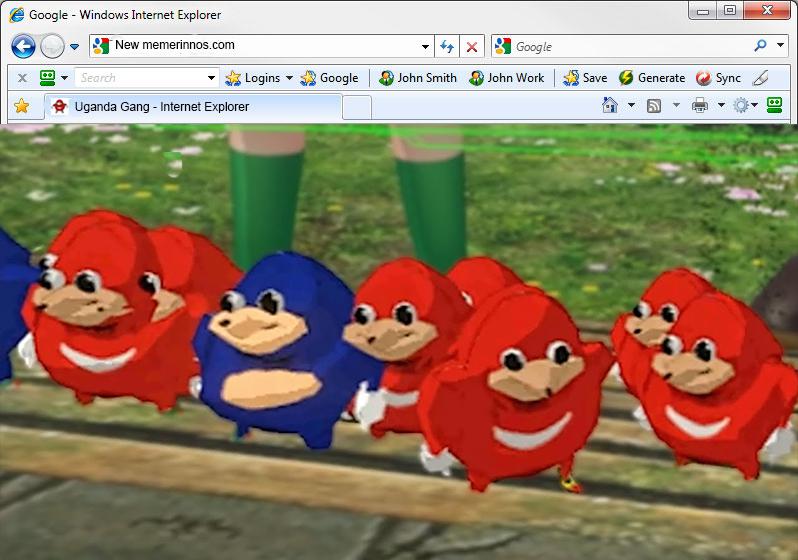 Google - Windows Internet Explorer
New memerinnos.com
Google
Search
Logins
Google
John Smith
John Work
Save
Generate
Sync
Uganda Gang - Internet Explorer